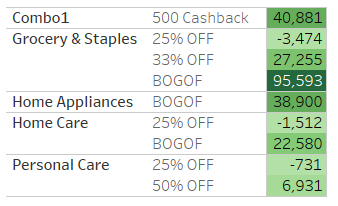 Combo1 500 Cashback 40,881
Grocery & Staples 25% OFF -3,474
33% OFF 27,255
BOGOF 95,593
Home Appliances BOGOF 38,900
Home Care 25% OFF -1,512
BOGOF 22,580
Personal Care 25% OFF -731
50% OFF 6,931